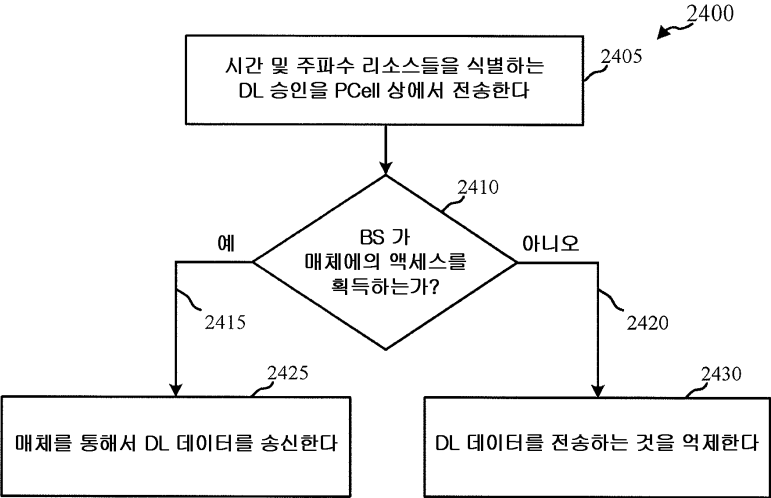 2400
시간 및 주파수 리소스들을 식별하는
DL 승인을 PCell 상에서 전송한다
2405
2410
BS 가
매체에의 액세스를
획득하는가?
예
아니오
2415
2420
2425
매체를 통해서 DL 데이터를 송신한다
2430
DL 데이터를 전송하는 것을 억제한다